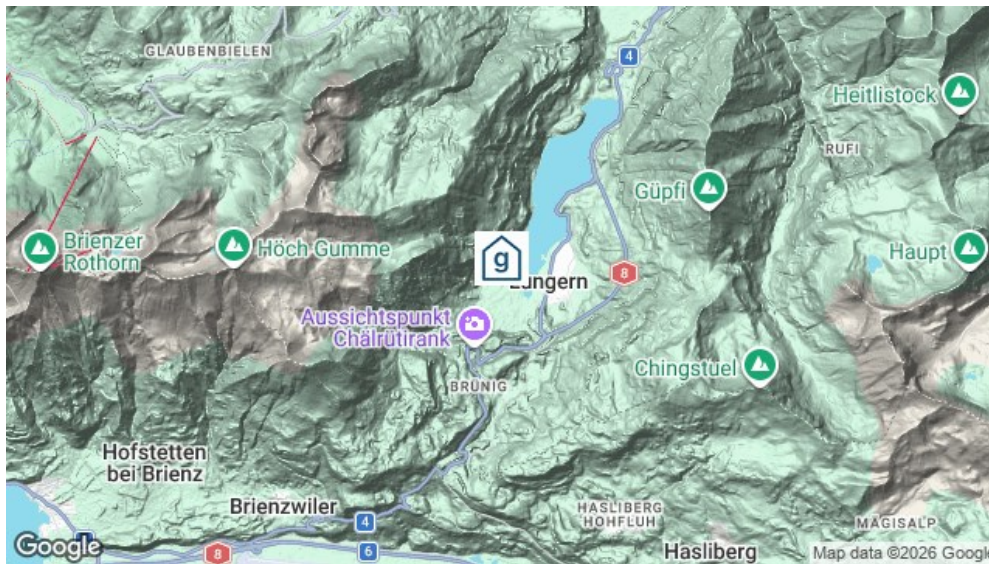 GLAUBENBIELEN
4
Heitlistock
RUFI
Güpfi
Brienzer
Rothorn
Höch Gumme
Haupt
g
Lungern
8
Aussichtspunkt
Chälrütirank
Chingstuel
BRÜNIG
Hofstetten
bei Brienz
Brienzwiler
4
HASLIBERG
HOHFLUH
MÄGISALP
Google
8
6
Hasliberg
Map data ©2026 Google